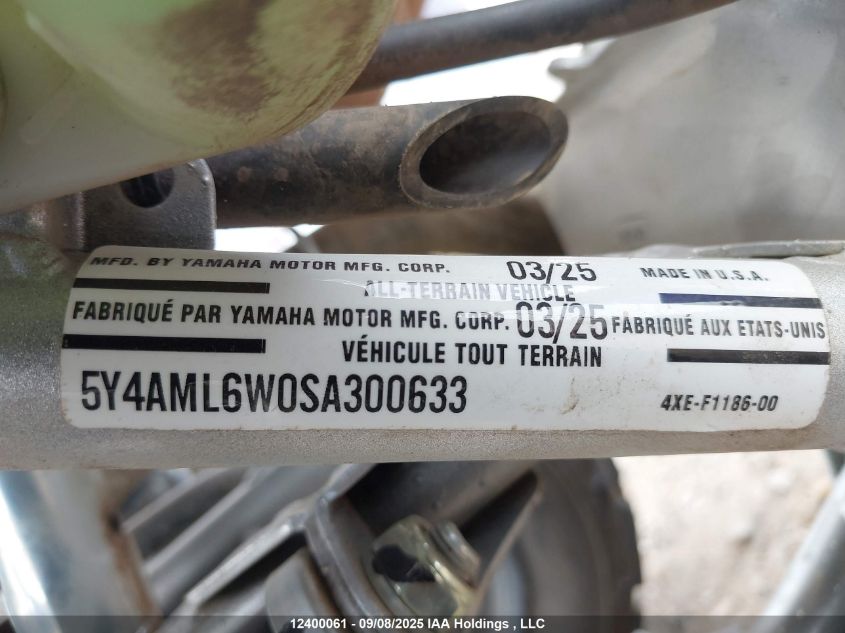 MFD. BY YAMAHA MOTOR MFG. CORP. 03/25 MADE IN U.S.A.
ALL-TERRAIN VEHICLE
FABRIQUÉ PAR YAMAHA MOTOR MFG. CORP. 03/25 FABRIQUÉ AUX ETATS-UNIS
VÉHICULE TOUT TERRAIN
5Y4AML6W0SA300633 4XE-F1186-00
12400061 - 09/08/2025 IAA Holdings , LLC